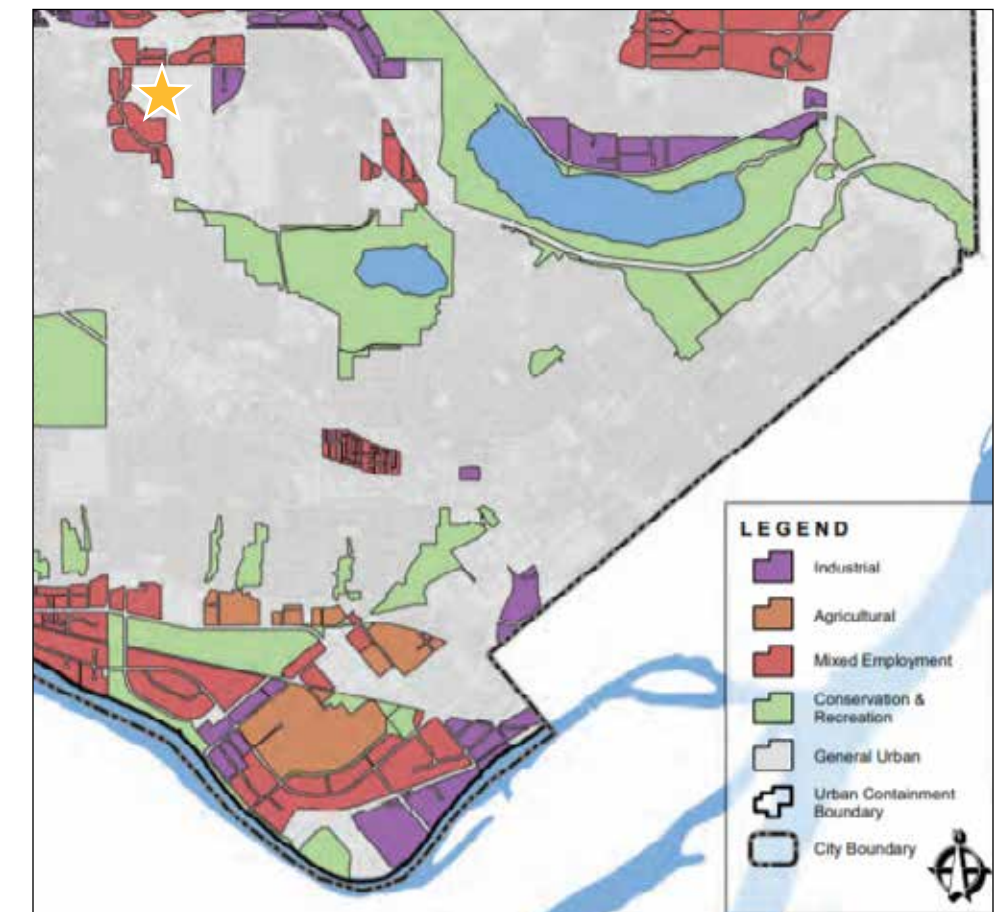 LEGEND
Industrial
Agricultural
Mixed Employment
Conservation &
Recreation
General Urban
Urban Containment
Boundary
City Boundary